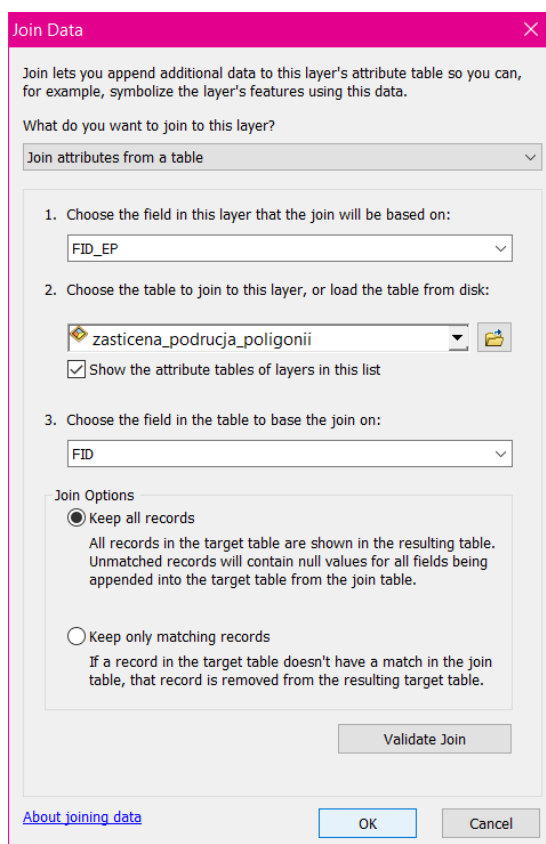 Join Data
Join lets you append additional data to this layer's attribute table so you can,
for example, symbolize the layer's features using this data.
What do you want to join to this layer?
Join attributes from a table
1. Choose the field in this layer that the join will be based on:
FID_EP
2. Choose the table to join to this layer, or load the table from disk:
zasticena_podrucja_poligonii
Show the attribute tables of layers in this list
3. Choose the field in the table to base the join on:
FID
Join Options
Keep all records
All records in the target table are shown in the resulting table.
Unmatched records will contain null values for all fields being
appended into the target table from the join table.
Keep only matching records
If a record in the target table doesn't have a match in the join
table, that record is removed from the resulting target table.
Validate Join
About joining data
OK
Cancel